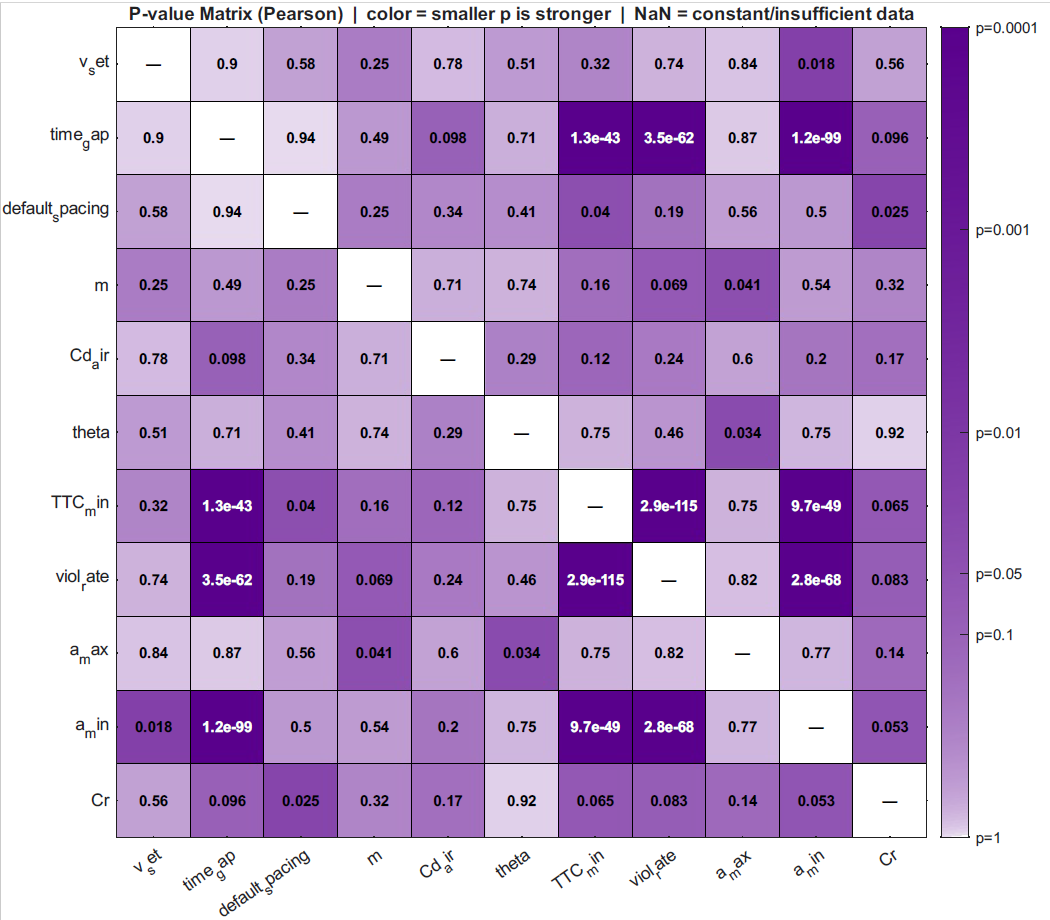 P-value Matrix (Pearson) | color = smaller p is stronger | NaN = constant/insufficient data
v_set — 0.9 0.58 0.25 0.78 0.51 0.32 0.74 0.84 0.018 0.56
time_gap 0.9 — 0.94 0.49 0.098 0.71 1.3e-43 3.5e-62 0.87 1.2e-99 0.096
default_spacing 0.58 0.94 — 0.25 0.34 0.41 0.04 0.19 0.56 0.5 0.025
m 0.25 0.49 0.25 — 0.71 0.74 0.16 0.069 0.041 0.54 0.32
Cd_air 0.78 0.098 0.34 0.71 — 0.29 0.12 0.24 0.6 0.2 0.17
theta 0.51 0.71 0.41 0.74 0.29 — 0.75 0.46 0.034 0.75 0.92
TTC_min 0.32 1.3e-43 0.04 0.16 0.12 0.75 — 2.9e-115 0.75 9.7e-49 0.065
viol_rate 0.74 3.5e-62 0.19 0.069 0.24 0.46 2.9e-115 — 0.82 2.8e-68 0.083
a_max 0.84 0.87 0.56 0.041 0.6 0.034 0.75 0.82 — 0.77 0.14
a_min 0.018 1.2e-99 0.5 0.54 0.2 0.75 9.7e-49 2.8e-68 0.77 — 0.053
Cr 0.56 0.096 0.025 0.32 0.17 0.92 0.065 0.083 0.14 0.053 —
v_set time_gap default_spacing m Cd_air theta TTC_min viol_rate a_max a_min Cr
p=0.0001
p=0.001
p=0.01
p=0.05
p=0.1
p=1